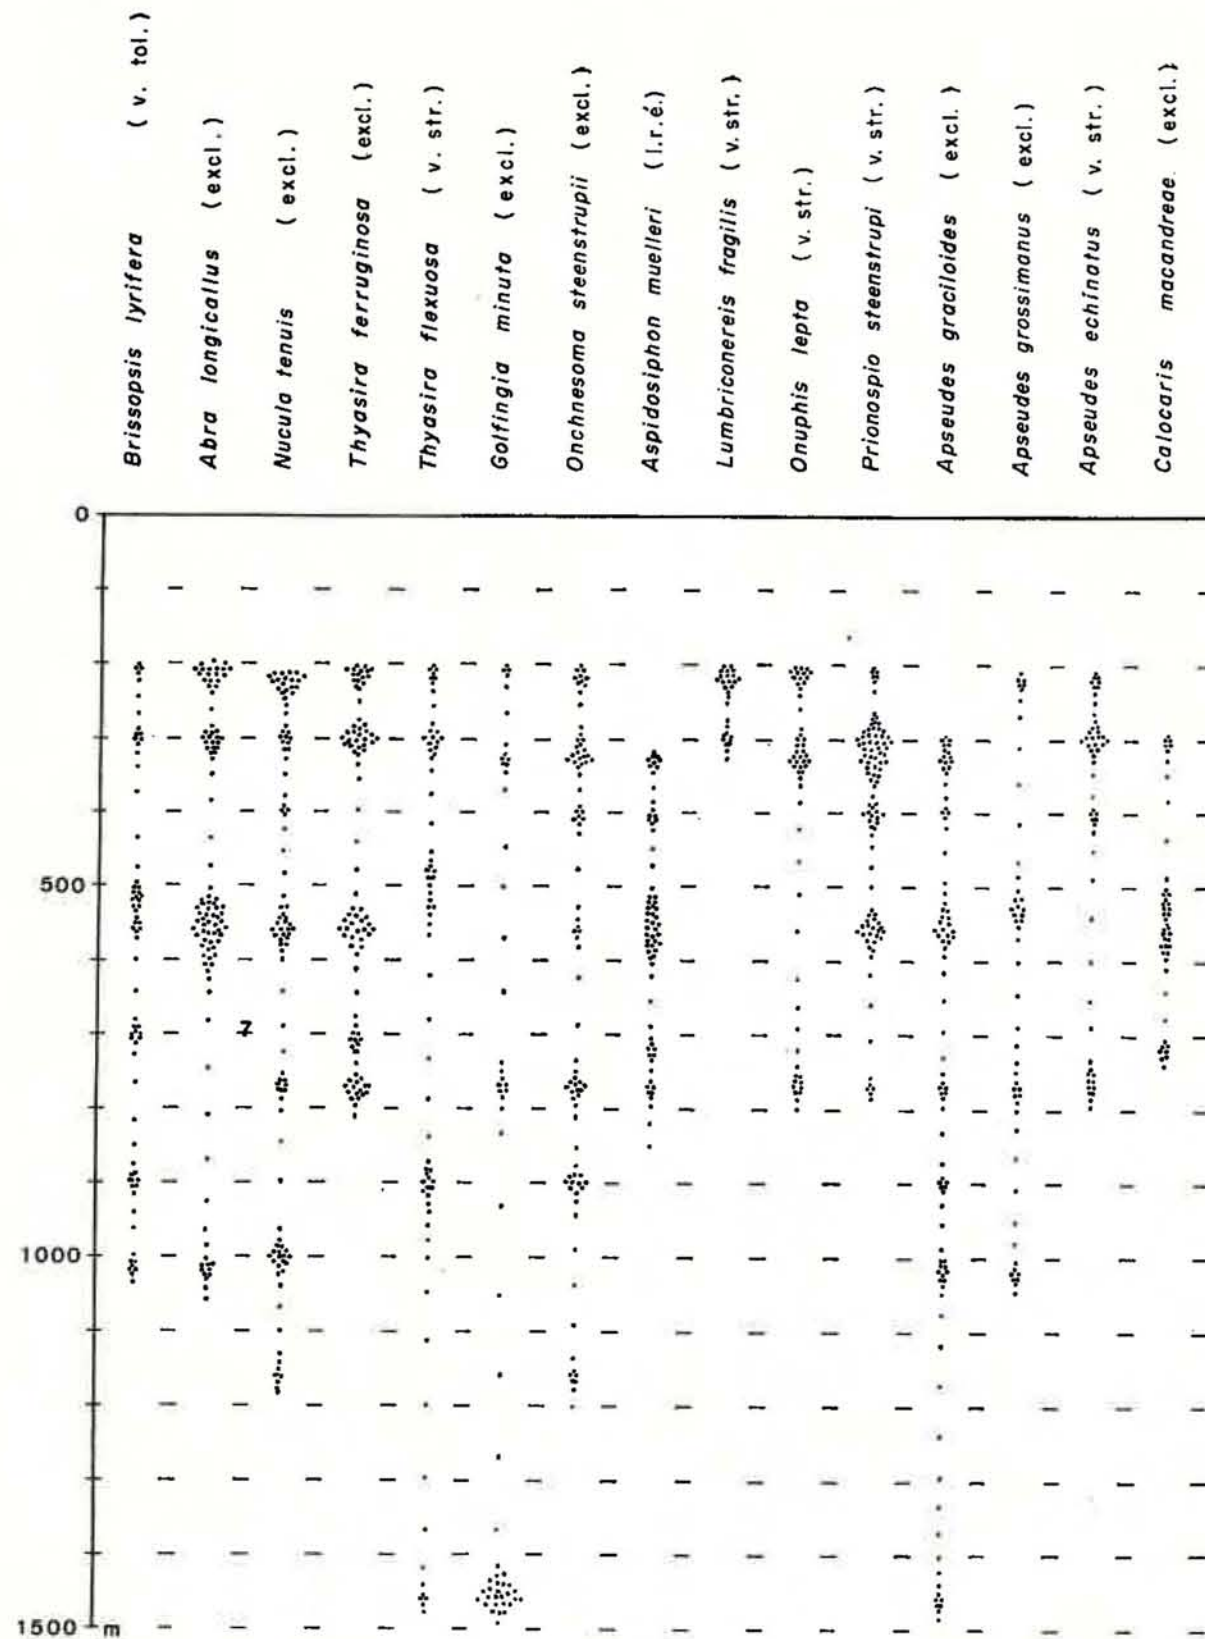 Brissopsis lyrifera ( v. tol.)
Abra longicallus (excl.)
Nucula tenuis (excl.)
Thyasira ferruginosa (excl.)
Thyasira flexuosa ( v. str.)
Golfingia minuta (excl.)
Onchnesoma steenstrupii (excl.)
Aspidosiphon muelleri (l.r.é.)
Lumbriconereis fragilis ( v. str.)
Onuphis lepta ( v. str.)
Prionospio steenstrupi ( v. str.)
Apseudes graciloides (excl.)
Apseudes grossimanus (excl.)
Apseudes echinatus ( v. str.)
Calocaris macandreae. (excl.)
0
500
7
1000
1500 m